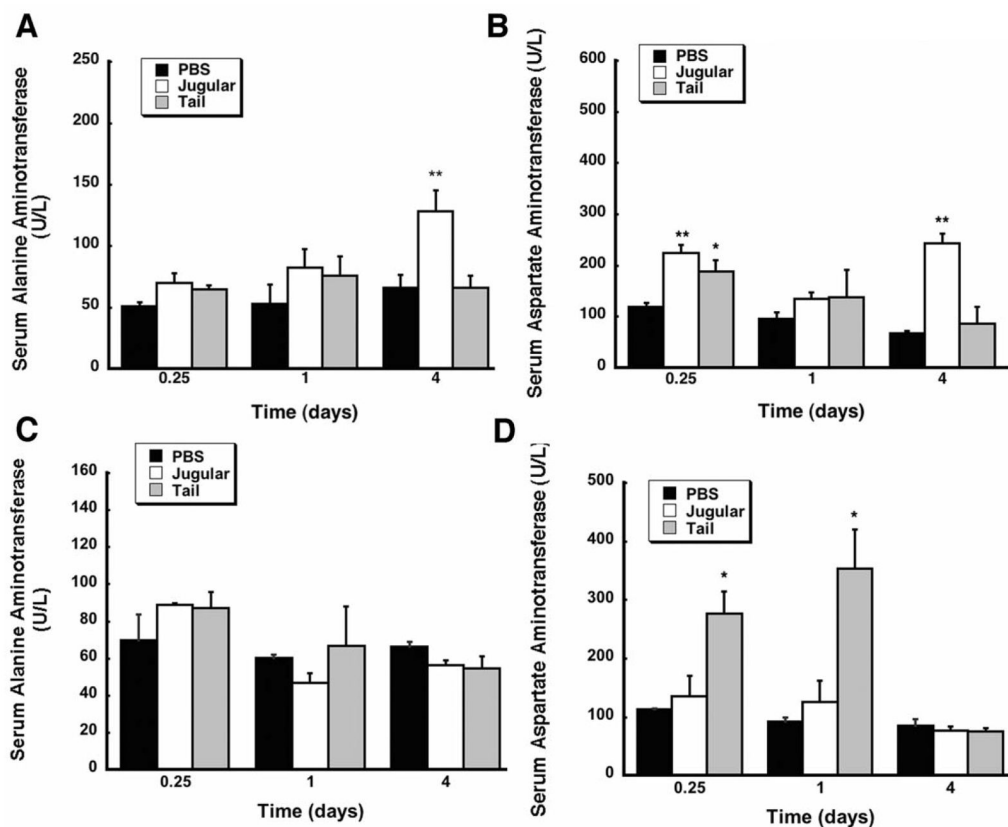 A
Serum Alanine Aminotransferase
(U/L)
250
200
150
100
50
0
PBS
Jugular
Tail
**
0.25
1
4
Time (days)
B
Serum Aspartate Aminotransferase (U/L)
600
500
400
300
200
100
0
PBS
Jugular
Tail
**
*
**
0.25
1
4
Time (days)
C
Serum Alanine Aminotransferase
(U/L)
160
140
120
100
80
60
40
20
0
PBS
Jugular
Tail
0.25
1
4
Time (days)
D
Serum Aspartate Aminotransferase (U/L)
500
400
300
200
100
0
PBS
Jugular
Tail
*
*
0.25
1
4
Time (days)